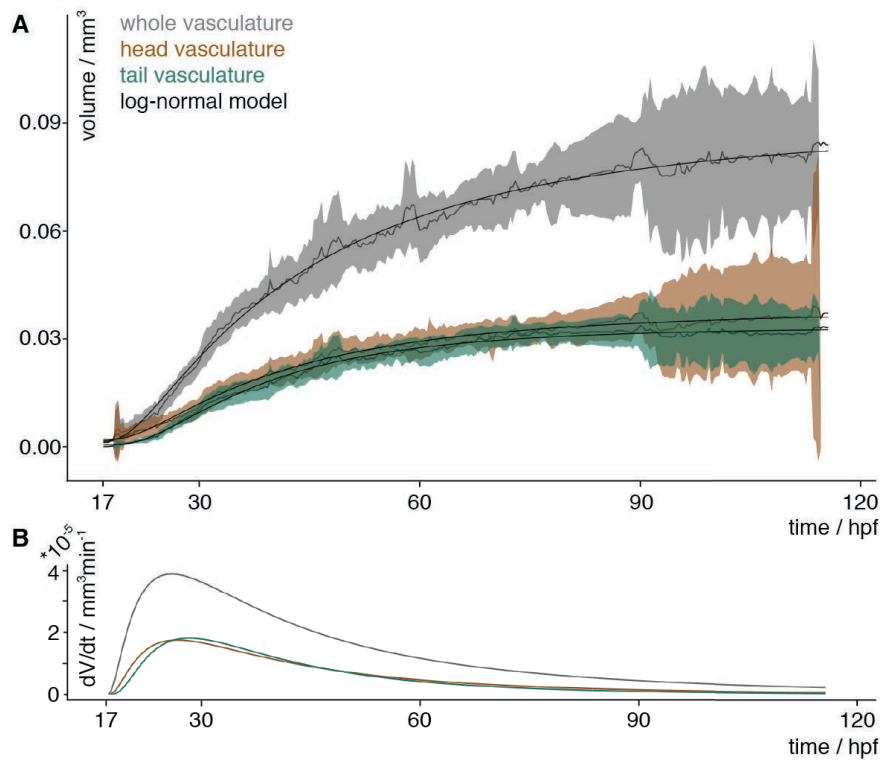 A
volume / mm³
whole vasculature
head vasculature
tail vasculature
log-normal model
0.09
0.06
0.03
0.00
17 30 60 90 120
time / hpf
B
*10⁻⁵
dV/dt / mm³min⁻¹
4
2
0
17 30 60 90 120
time / hpf